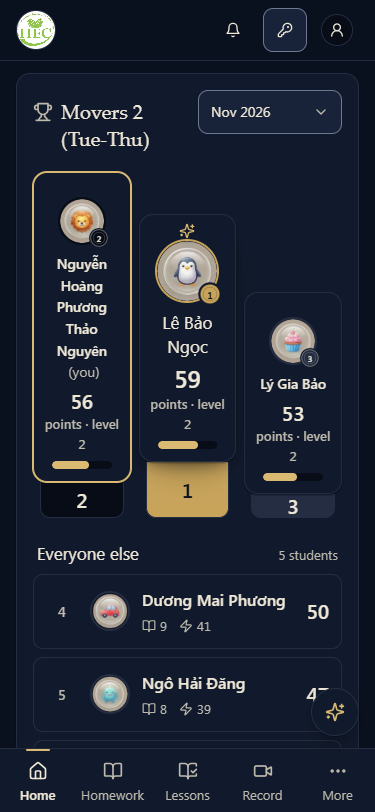 HEC
Movers 2
(Tue-Thu)
Nov 2026
2
Nguyễn
Hoàng
Phương
Thảo
Nguyên
(you)
56
points · level
2
2
1
Lê Bảo
Ngọc
59
points · level
2
1
3
Lý Gia Bảo
53
points · level
2
3
Everyone else
5 students
4
Dương Mai Phương
9
41
50
5
Ngô Hải Đăng
8
39
Home
Homework
Lessons
Record
More